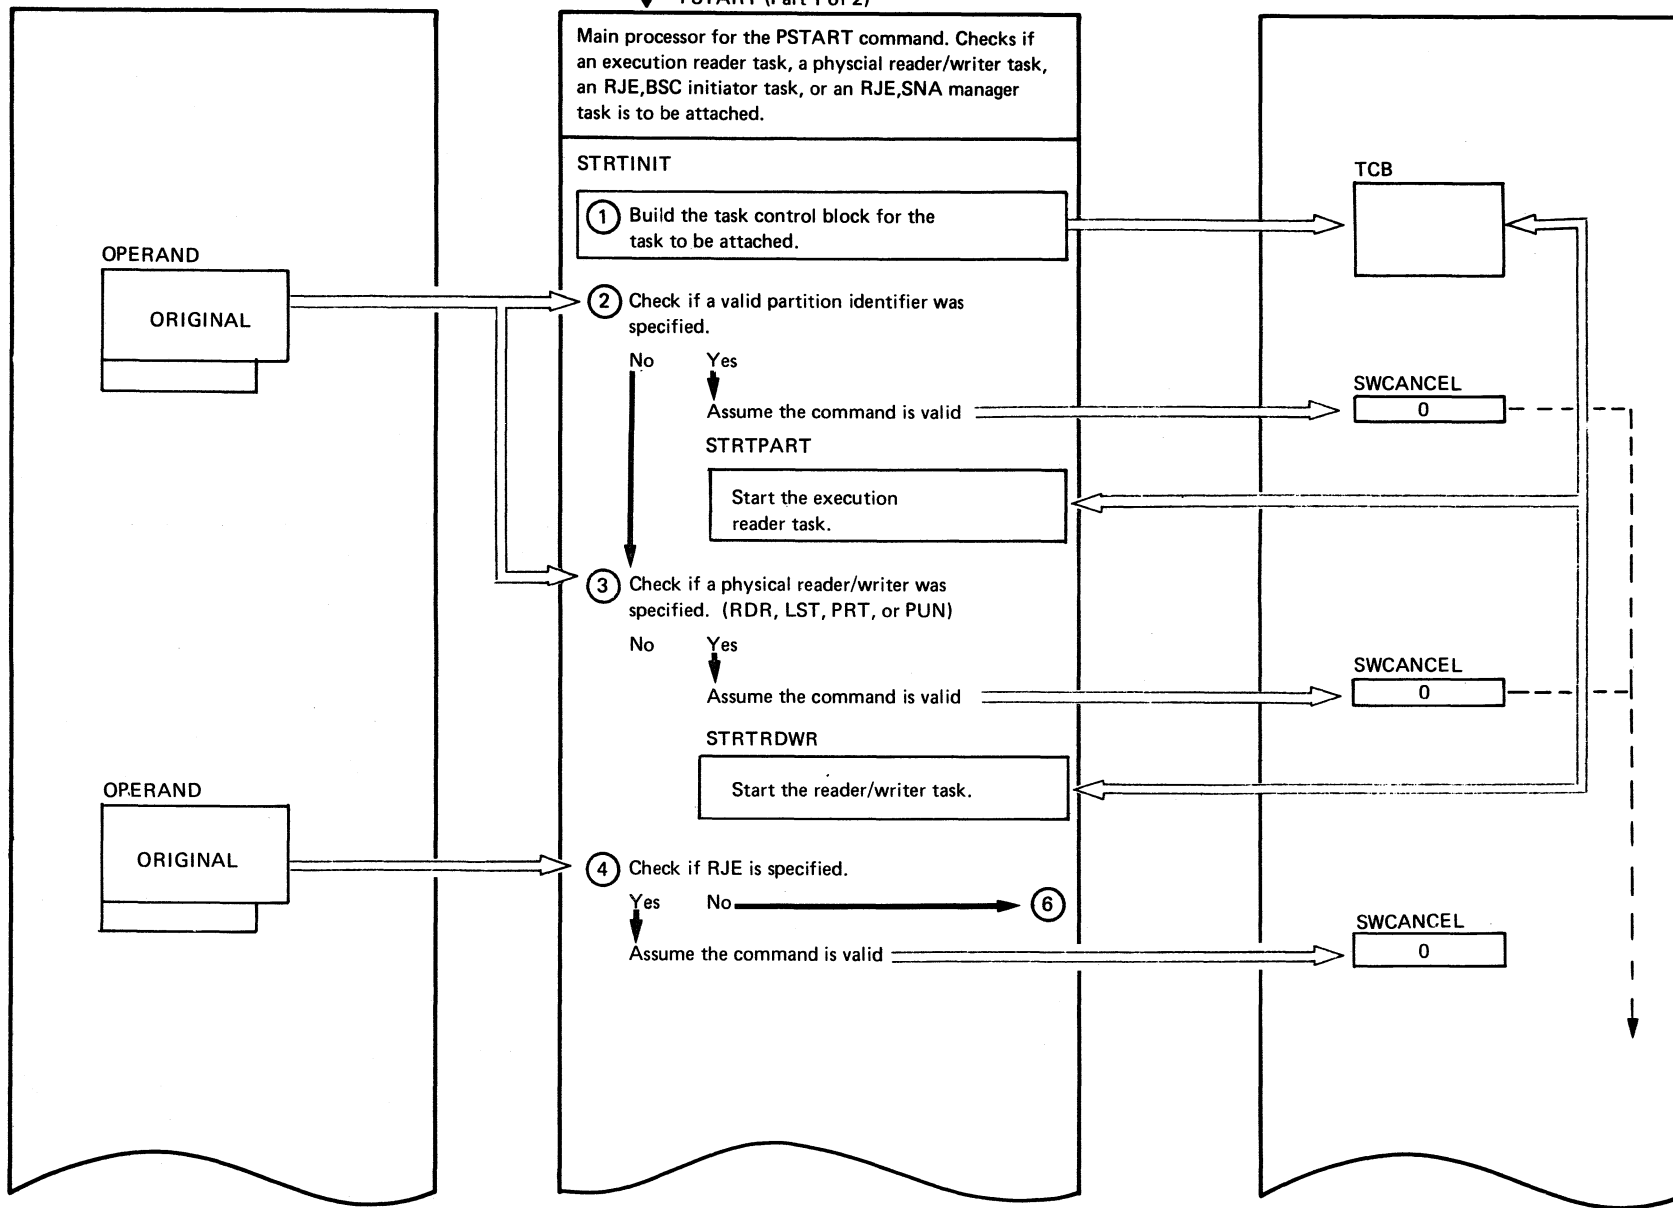 PSTART (Part 1 of 2)
Main processor for the PSTART command. Checks if
an execution reader task, a physcial reader/writer task,
an RJE,BSC initiator task, or an RJE,SNA manager
task is to be attached.
STRTINIT
1 Build the task control block for the
task to be attached.
TCB
OPERAND
ORIGINAL
2 Check if a valid partition identifier was
specified.
No Yes
Assume the command is valid
SWCANCEL
0
STRTPART
Start the execution
reader task.
3 Check if a physical reader/writer was
specified. (RDR, LST, PRT, or PUN)
No Yes
Assume the command is valid
SWCANCEL
0
STRTRDWR
Start the reader/writer task.
OPERAND
ORIGINAL
4 Check if RJE is specified.
Yes No 6
Assume the command is valid
SWCANCEL
0